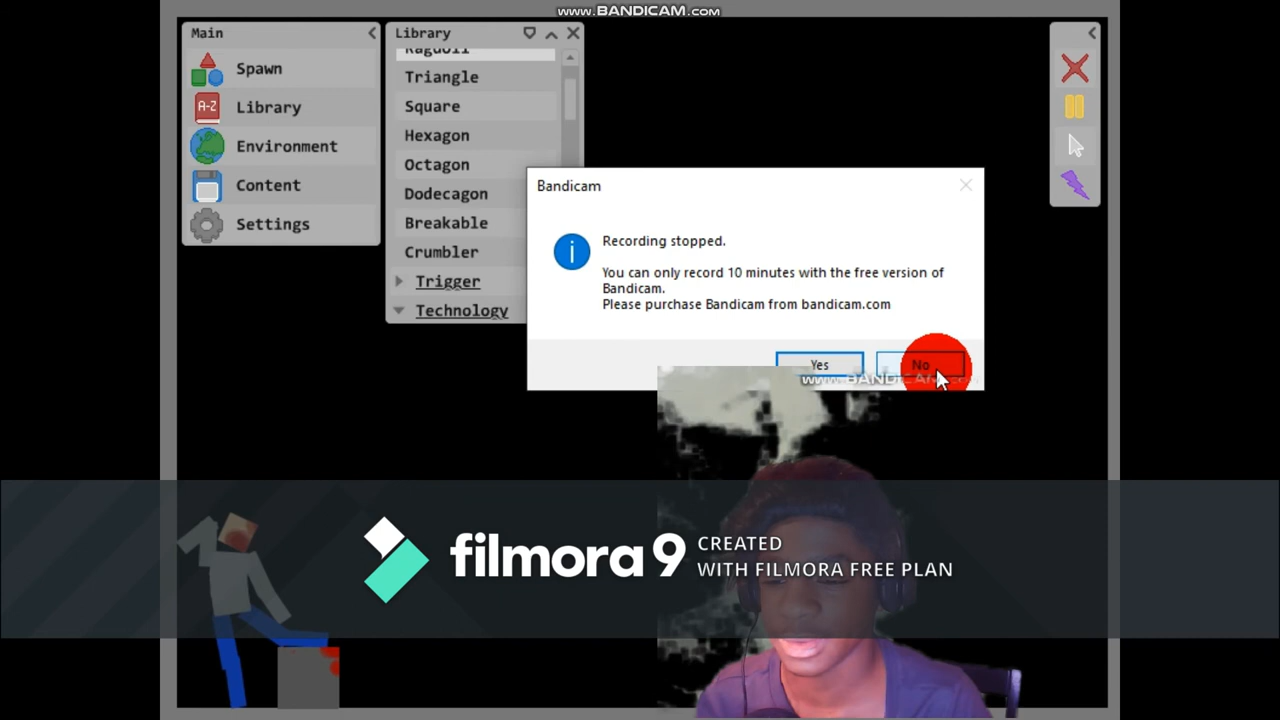 www.BANDICAM.com
Main
Spawn
A-Z
Library
Environment
Content
Settings
Library
Ragdoll
Triangle
Square
Hexagon
Octagon
Dodecagon
Breakable
Crumbler
Trigger
Technology
Bandicam
Recording stopped.
You can only record 10 minutes with the free version of
Bandicam.
Please purchase Bandicam from bandicam.com
Yes
No
filmora9
CREATED
WITH FILMORA FREE PLAN